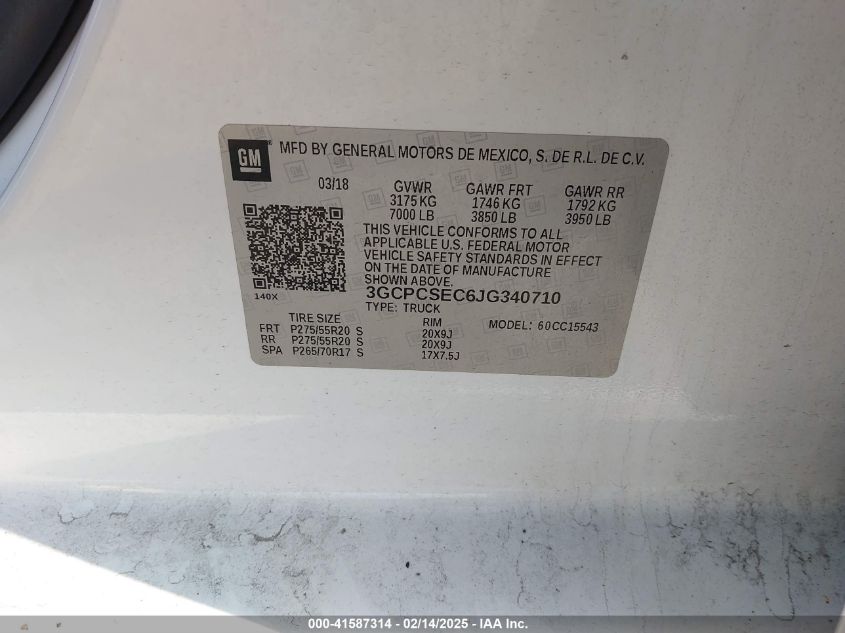 GM ® MFD BY GENERAL MOTORS DE MEXICO, S. DE R.L. DE C.V.
03/18 GVWR GAWR FRT GAWR RR
3175 KG 1746 KG 1792 KG
7000 LB 3850 LB 3950 LB
THIS VEHICLE CONFORMS TO ALL
APPLICABLE U.S. FEDERAL MOTOR
VEHICLE SAFETY STANDARDS IN EFFECT
ON THE DATE OF MANUFACTURE
SHOWN ABOVE.
140X 3GCPCSEC6JG340710
TYPE: TRUCK
TIRE SIZE RIM MODEL: 60CC15543
FRT P275/55R20 S 20X9J
RR P275/55R20 S 20X9J
SPA P265/70R17 S 17X7.5J
000-41587314 - 02/14/2025 - IAA Inc.